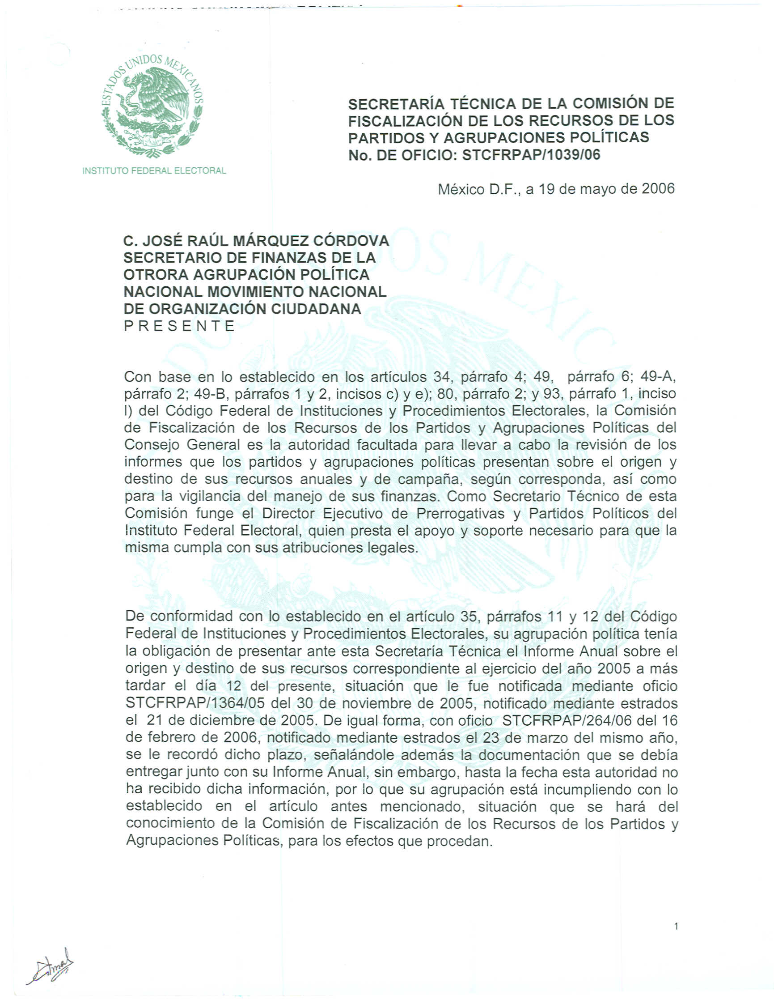 ESTADOS UNIDOS MEXICANOS
INSTITUTO FEDERAL ELECTORAL
SECRETARÍA TÉCNICA DE LA COMISIÓN DE
FISCALIZACIÓN DE LOS RECURSOS DE LOS
PARTIDOS Y AGRUPACIONES POLÍTICAS
No. DE OFICIO: STCFRPAP/1039/06
México D.F., a 19 de mayo de 2006
C. JOSÉ RAÚL MÁRQUEZ CÓRDOVA
SECRETARIO DE FINANZAS DE LA
OTRORA AGRUPACIÓN POLÍTICA
NACIONAL MOVIMIENTO NACIONAL
DE ORGANIZACIÓN CIUDADANA
P R E S E N T E
Con base en lo establecido en los artículos 34, párrafo 4; 49, párrafo 6; 49-A,
párrafo 2; 49-B, párrafos 1 y 2, incisos c) y e); 80, párrafo 2; y 93, párrafo 1, inciso
l) del Código Federal de Instituciones y Procedimientos Electorales, la Comisión
de Fiscalización de los Recursos de los Partidos y Agrupaciones Políticas del
Consejo General es la autoridad facultada para llevar a cabo la revisión de los
informes que los partidos y agrupaciones políticas presentan sobre el origen y
destino de sus recursos anuales y de campaña, según corresponda, así como
para la vigilancia del manejo de sus finanzas. Como Secretario Técnico de esta
Comisión funge el Director Ejecutivo de Prerrogativas y Partidos Políticos del
Instituto Federal Electoral, quien presta el apoyo y soporte necesario para que la
misma cumpla con sus atribuciones legales.
De conformidad con lo establecido en el artículo 35, párrafos 11 y 12 del Código
Federal de Instituciones y Procedimientos Electorales, su agrupación política tenía
la obligación de presentar ante esta Secretaría Técnica el Informe Anual sobre el
origen y destino de sus recursos correspondiente al ejercicio del año 2005 a más
tardar el día 12 del presente, situación que le fue notificada mediante oficio
STCFRPAP/1364/05 del 30 de noviembre de 2005, notificado mediante estrados
el 21 de diciembre de 2005. De igual forma, con oficio STCFRPAP/264/06 del 16
de febrero de 2006, notificado mediante estrados el 23 de marzo del mismo año,
se le recordó dicho plazo, señalándole además la documentación que se debía
entregar junto con su Informe Anual, sin embargo, hasta la fecha esta autoridad no
ha recibido dicha información, por lo que su agrupación está incumpliendo con lo
establecido en el artículo antes mencionado, situación que se hará del
conocimiento de la Comisión de Fiscalización de los Recursos de los Partidos y
Agrupaciones Políticas, para los efectos que procedan.
1